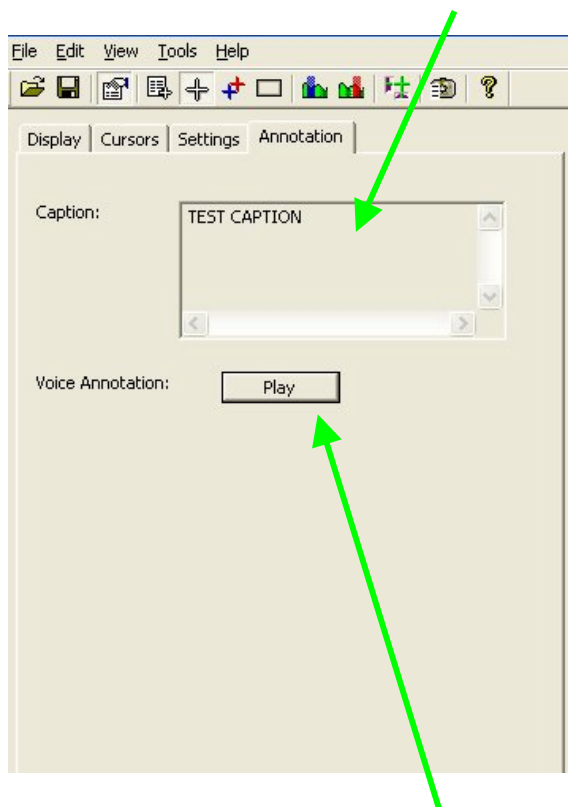 File Edit View Tools Help
Display Cursors Settings Annotation
Caption: TEST CAPTION
Voice Annotation: Play